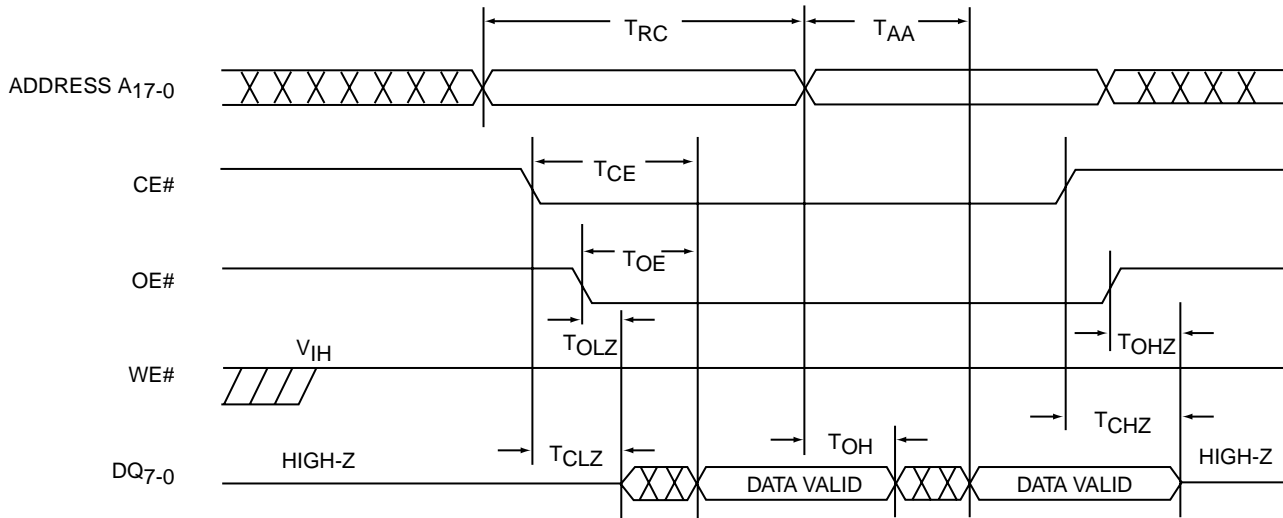 TRC
TAA
ADDRESS A17-0
TCE
CE#
TOE
OE#
TOLZ
TOHZ
VIH
WE#
TCLZ
TOH
TCHZ
HIGH-Z
HIGH-Z
DQ7-0
DATA VALID
DATA VALID